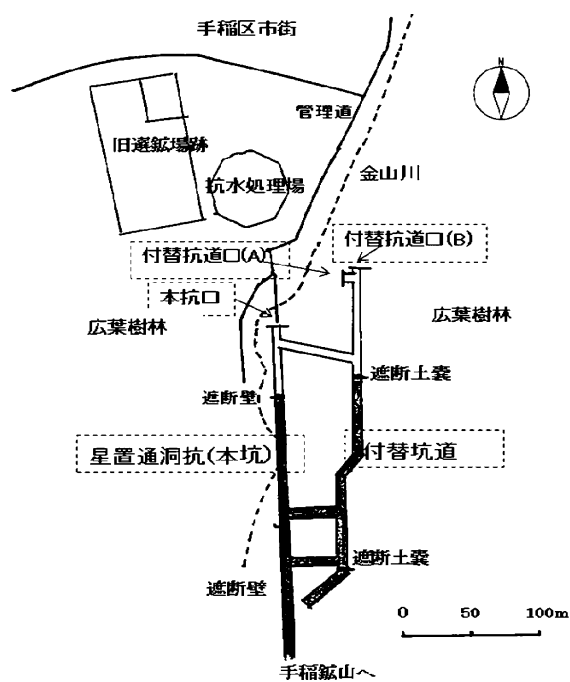 手稲区市街
N
管理道
旧選鉱場跡
金山川
抗水処理場
付替抗道口(A)
付替抗道口(B)
本抗口
広葉樹林
広葉樹林
遮断土嚢
遮断壁
星置通洞抗(本坑)
付替坑道
遮断土嚢
遮断壁
0 50 100m
手稲鉱山へ